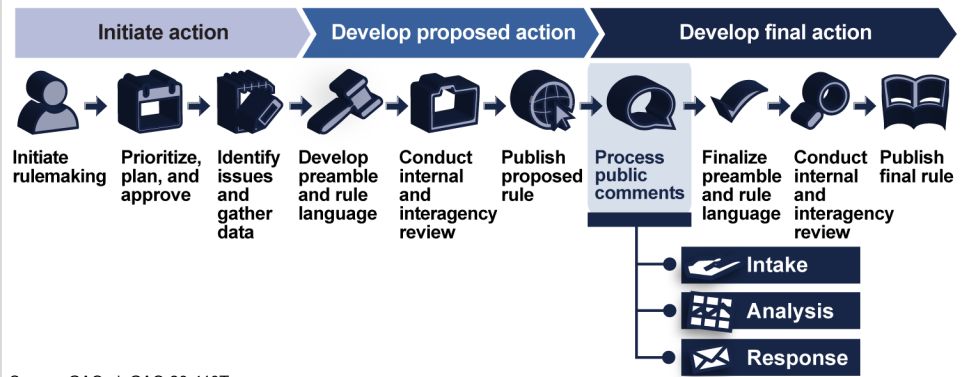 Initiate action
Develop proposed action
Develop final action
Initiate
rulemaking
Prioritize,
plan, and
approve
Identify
issues
and
gather
data
Develop
preamble
and rule
language
Conduct
internal
and
interagency
review
Publish
proposed
rule
Process
public
comments
Finalize
preamble
and rule
language
Conduct
internal
and
interagency
review
Publish
final rule
Intake
Analysis
Response